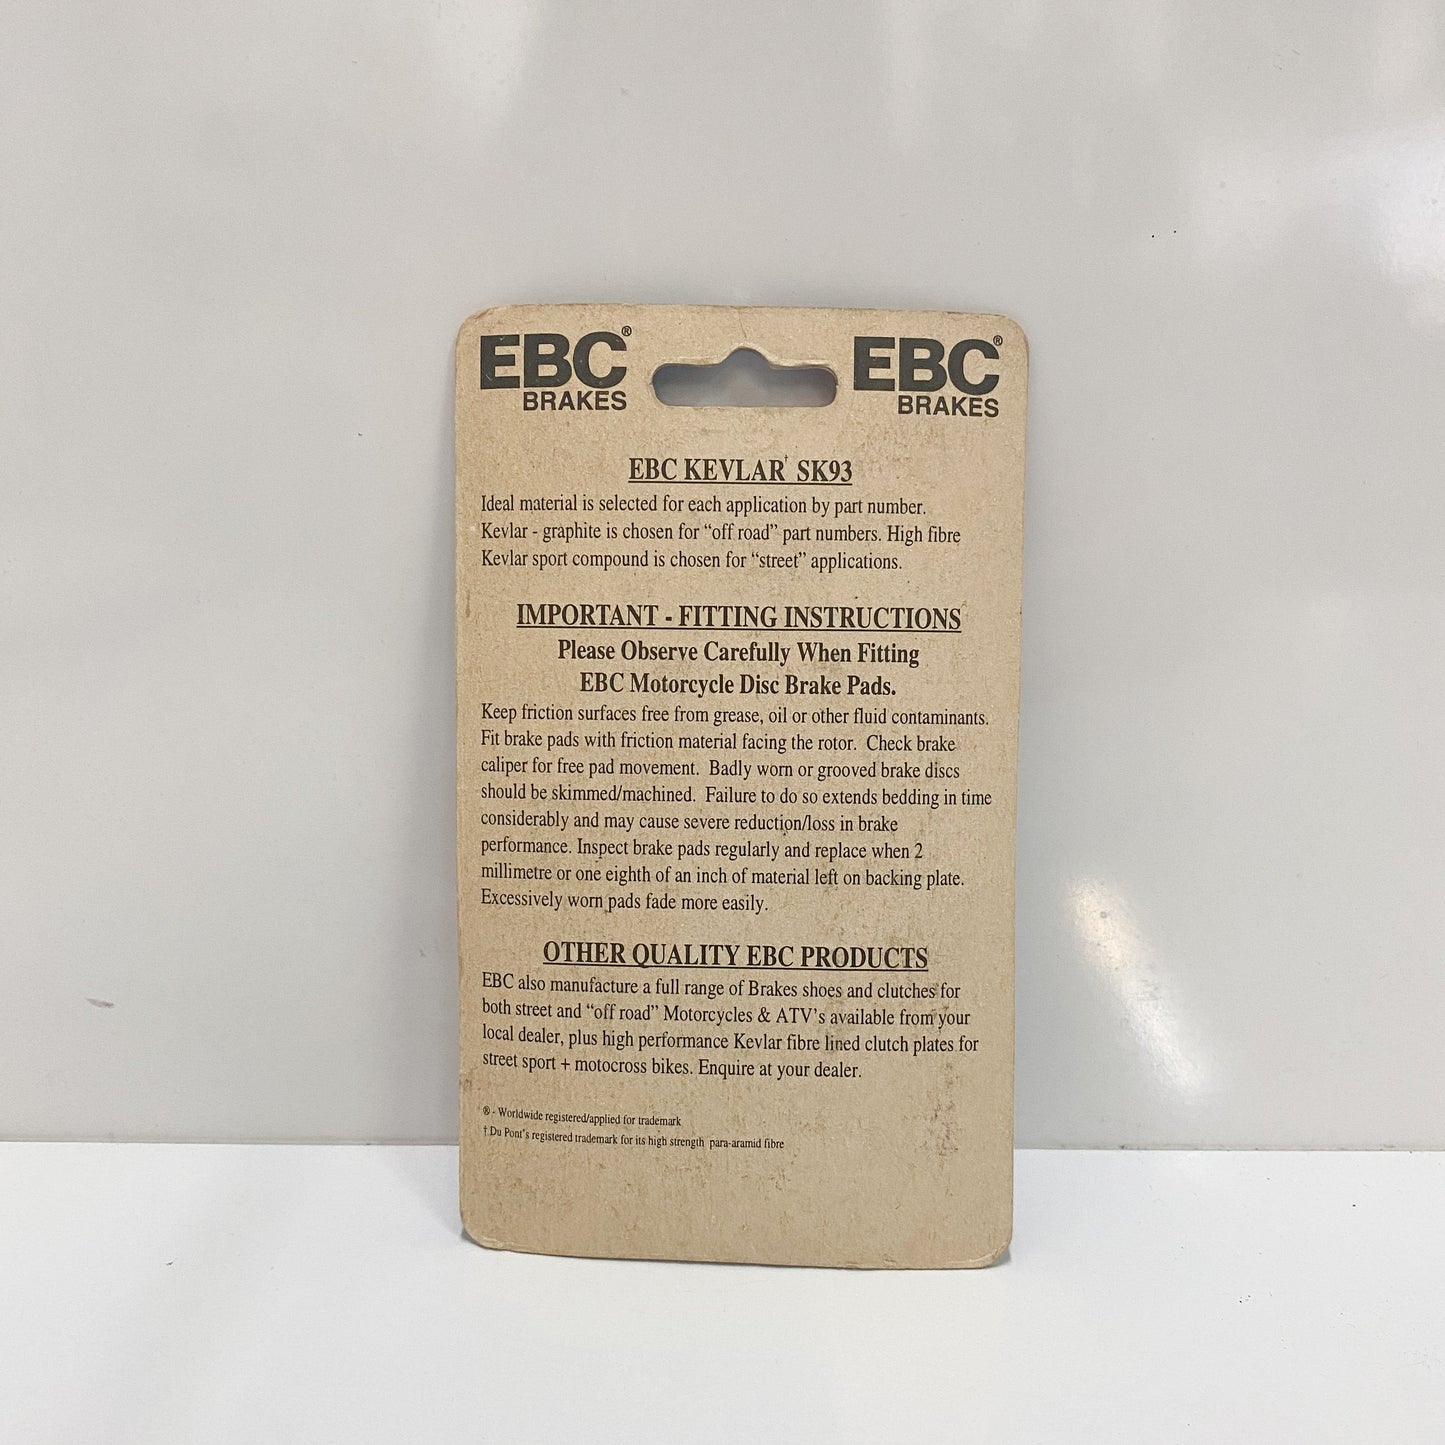 EBC® EBC®
BRAKES BRAKES
EBC KEVLAR† SK93
Ideal material is selected for each application by part number.
Kevlar - graphite is chosen for “off road” part numbers. High fibre
Kevlar sport compound is chosen for “street” applications.
IMPORTANT - FITTING INSTRUCTIONS
Please Observe Carefully When Fitting
EBC Motorcycle Disc Brake Pads.
Keep friction surfaces free from grease, oil or other fluid contaminants.
Fit brake pads with friction material facing the rotor. Check brake
caliper for free pad movement. Badly worn or grooved brake discs
should be skimmed/machined. Failure to do so extends bedding in time
considerably and may cause severe reduction/loss in brake
performance. Inspect brake pads regularly and replace when 2
millimetre or one eighth of an inch of material left on backing plate.
Excessively worn pads fade more easily.
OTHER QUALITY EBC PRODUCTS
EBC also manufacture a full range of Brakes shoes and clutches for
both street and “off road” Motorcycles & ATV’s available from your
local dealer, plus high performance Kevlar fibre lined clutch plates for
street sport + motocross bikes. Enquire at your dealer.
® - Worldwide registered/applied for trademark
† Du Pont’s registered trademark for its high strength para-aramid fibre